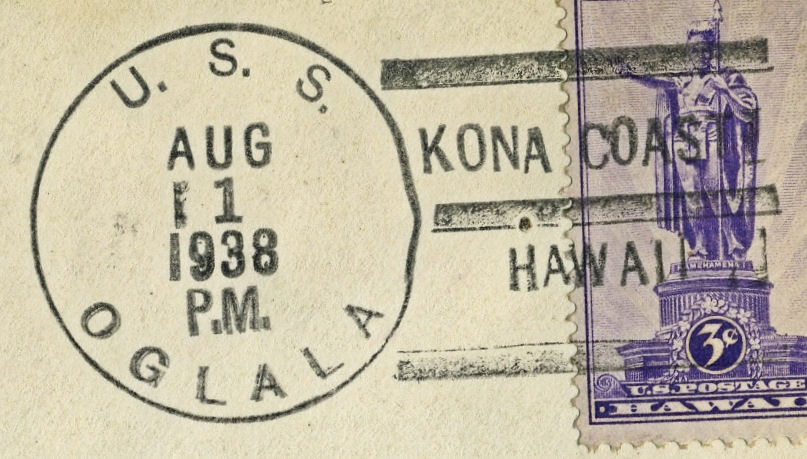 U. S. S.
AUG
1
1938
P.M.
OGLALA
KONA COAST
HAWAII
KAMEHAMEHA I
3¢
U.S. POSTAGE
HAWAII